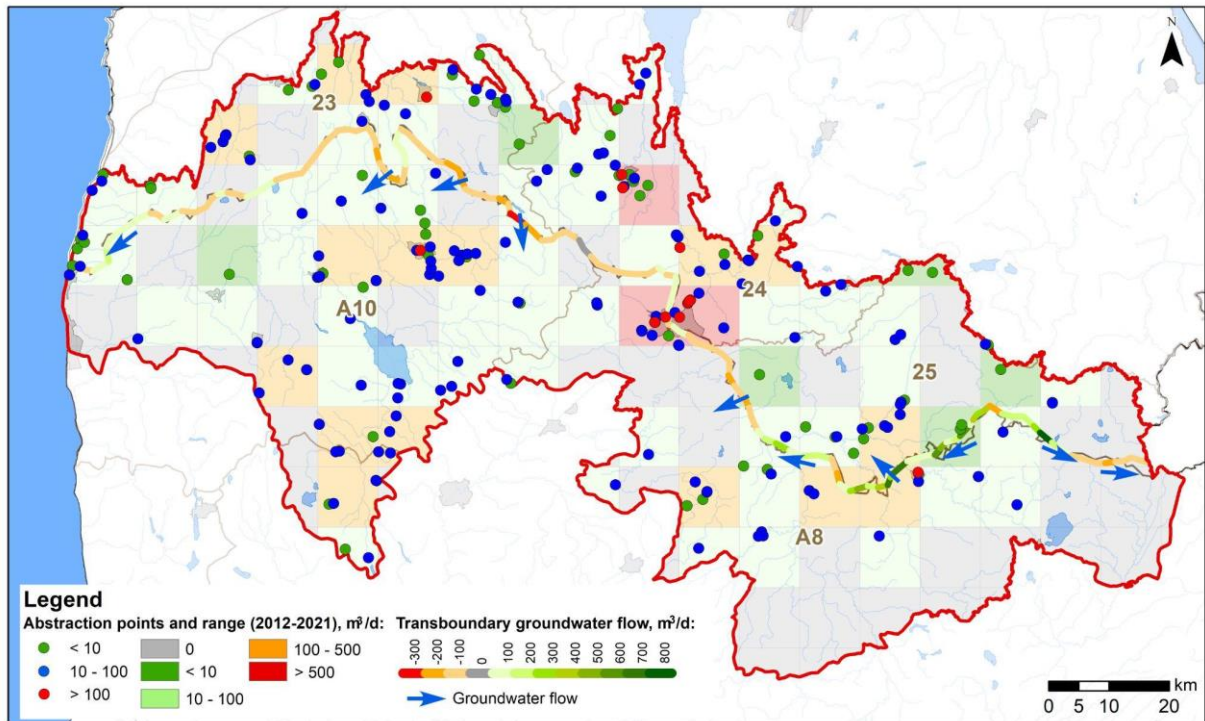 N
23
24
A10
25
A8
Legend
Abstraction points and range (2012-2021), m³/d:
< 10
10 - 100
> 100
0
< 10
10 - 100
100 - 500
> 500
Transboundary groundwater flow, m³/d:
-300 -200 -100 0 100 200 300 400 500 600 700 800
Groundwater flow
km
0 5 10 20